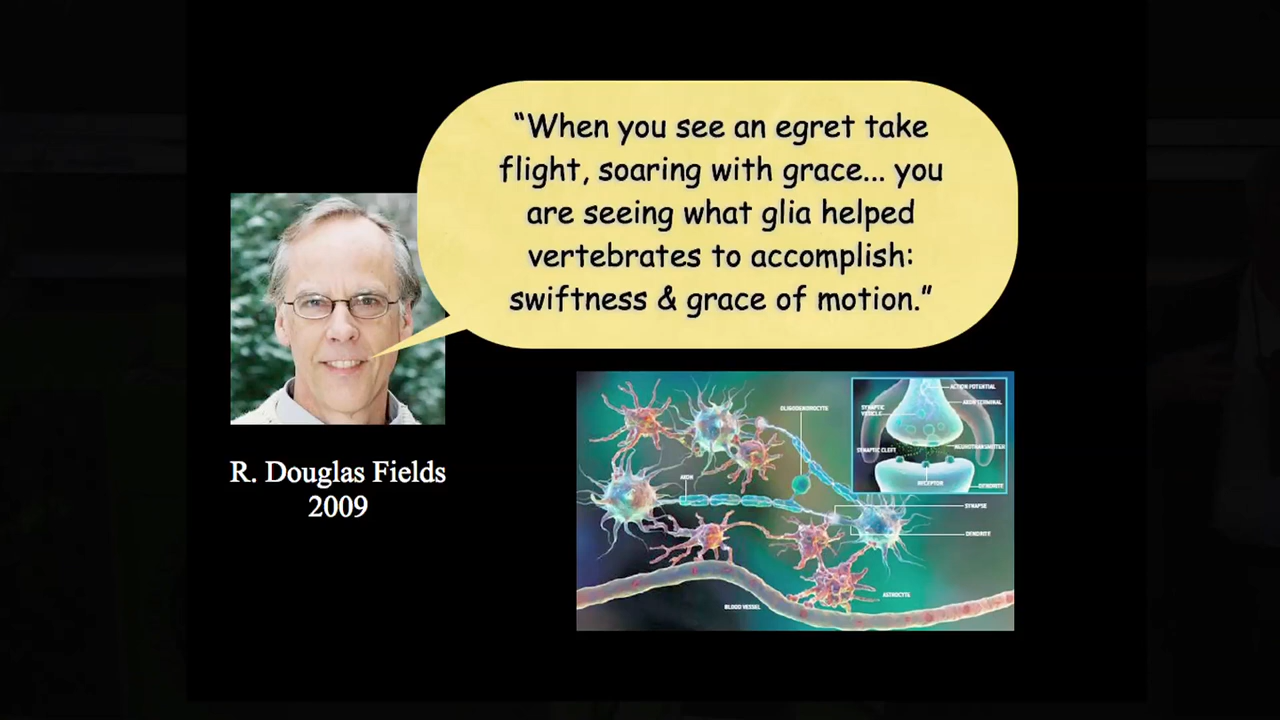 “When you see an egret take
flight, soaring with grace... you
are seeing what glia helped
vertebrates to accomplish:
swiftness & grace of motion.”
R. Douglas Fields
2009
OLIGODENDROCYTE
AXON
SYNAPSE
DENDRITE
ASTROCYTE
BLOOD VESSEL
ACTION POTENTIAL
SYNAPTIC
VESICLE
AXON TERMINAL
NEUROTRANSMITTER
SYNAPTIC CLEFT
RECEPTOR
DENDRITE